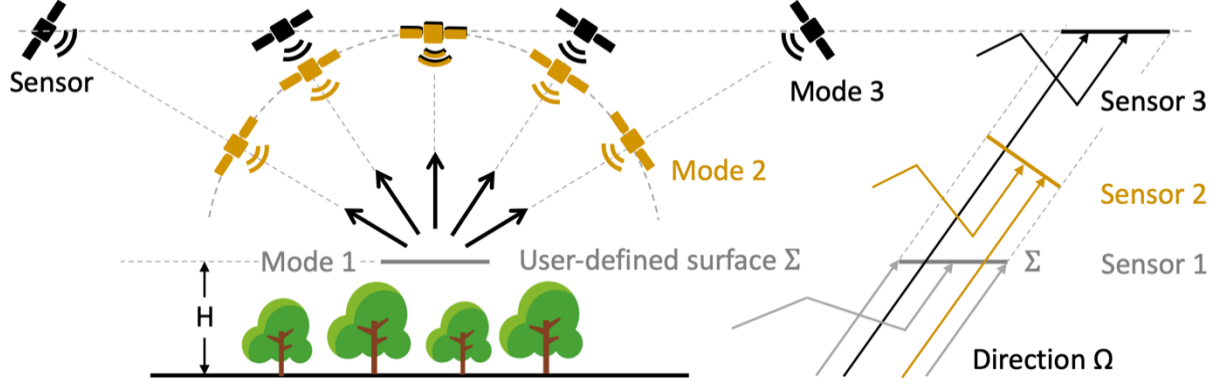 Sensor
Mode 3
Sensor 3
Mode 2
Sensor 2
Mode 1
User-defined surface Σ
Σ
Sensor 1
H
Direction Ω